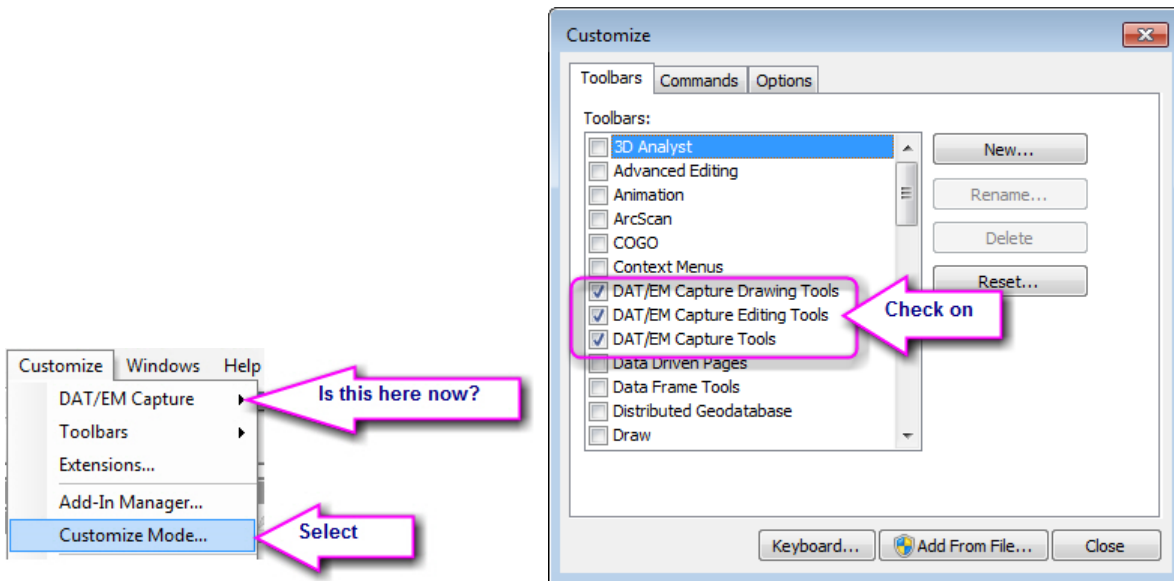 Customize Windows Help
DAT/EM Capture
Is this here now?
Toolbars
Extensions...
Add-In Manager...
Customize Mode...
Select
Customize
Toolbars Commands Options
Toolbars:
3D Analyst
Advanced Editing
Animation
ArcScan
COGO
Context Menus
DAT/EM Capture Drawing Tools
DAT/EM Capture Editing Tools
DAT/EM Capture Tools
Data Driven Pages
Data Frame Tools
Distributed Geodatabase
Draw
New...
Rename...
Delete
Reset...
Check on
Keyboard... Add From File... Close